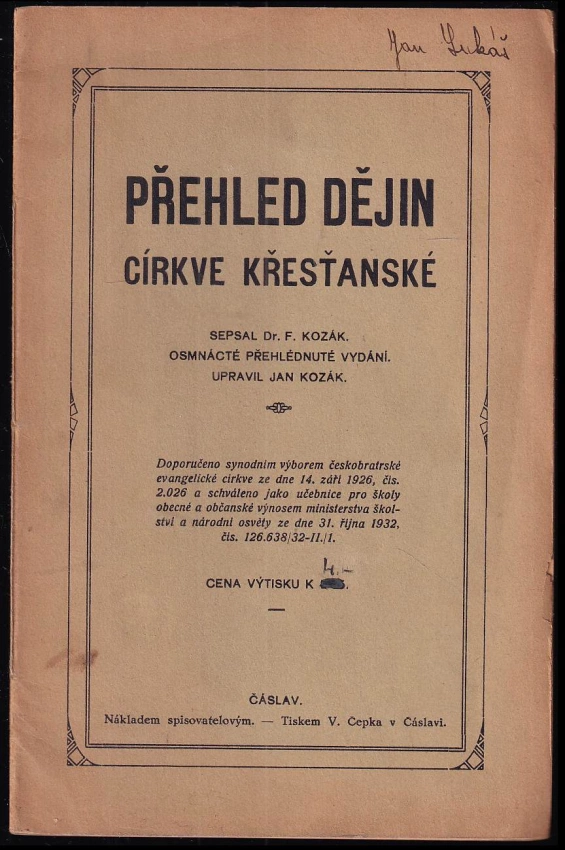 Jan Lukáš
PŘEHLED DĚJIN
CÍRKVE KŘESŤANSKÉ
SEPSAL Dr. F. KOZÁK.
OSMNÁCTÉ PŘEHLÉDNUTÉ VYDÁNÍ.
UPRAVIL JAN KOZÁK.
Doporučeno synodním výborem českobratrské
evangelické církve ze dne 14. září 1926, čís.
2.026 a schváleno jako učebnice pro školy
obecné a občanské výnosem ministerstva škol-
ství a národní osvěty ze dne 31. října 1932,
čís. 126.638/32-II./1.
4.-
CENA VÝTISKU K
ČÁSLAV.
Nákladem spisovatelovým. — Tiskem V. Čepka v Čáslavi.